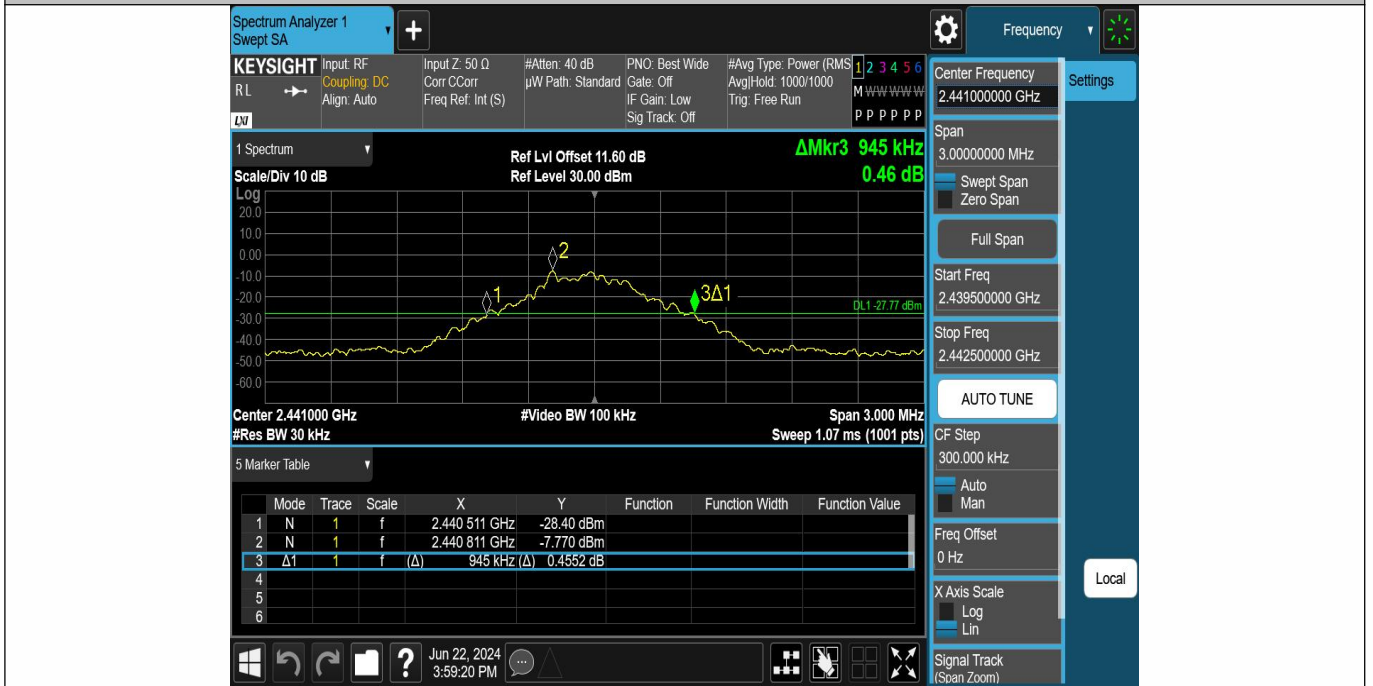 Spectrum Analyzer 1
Swept SA
+
Frequency
KEYSIGHT Input: RF Input Z: 50 Ω #Atten: 40 dB PNO: Best Wide #Avg Type: Power (RMS 1 2 3 4 5 6
RL Coupling: DC Corr CCorr µW Path: Standard Gate: Off Avg|Hold: 1000/1000 M W W W W W
Align: Auto Freq Ref: Int (S) IF Gain: Low Trig: Free Run
LXI Sig Track: Off P P P P P P
Center Frequency
2.441000000 GHz
Settings
1 Spectrum
Ref Lvl Offset 11.60 dB
ΔMkr3 945 kHz
Scale/Div 10 dB
Ref Level 30.00 dBm
0.46 dB
Log
20.0
10.0
0.00
-10.0
-20.0
-30.0
-40.0
-50.0
-60.0
1
2
3Δ1
DL1 -27.77 dBm
Center 2.441000 GHz #Video BW 100 kHz Span 3.000 MHz
#Res BW 30 kHz Sweep 1.07 ms (1001 pts)
Span
3.00000000 MHz
Swept Span
Zero Span
Full Span
Start Freq
2.439500000 GHz
Stop Freq
2.442500000 GHz
AUTO TUNE
CF Step
300.000 kHz
Auto
Man
Freq Offset
0 Hz
X Axis Scale
Log
Lin
Signal Track
(Span Zoom)
Local
5 Marker Table
Mode Trace Scale X Y Function Function Width Function Value
1 N 1 f 2.440 511 GHz -28.40 dBm
2 N 1 f 2.440 811 GHz -7.770 dBm
3 Δ1 1 f (Δ) 945 kHz (Δ) 0.4552 dB
4
5
6
? Jun 22, 2024
3:59:20 PM